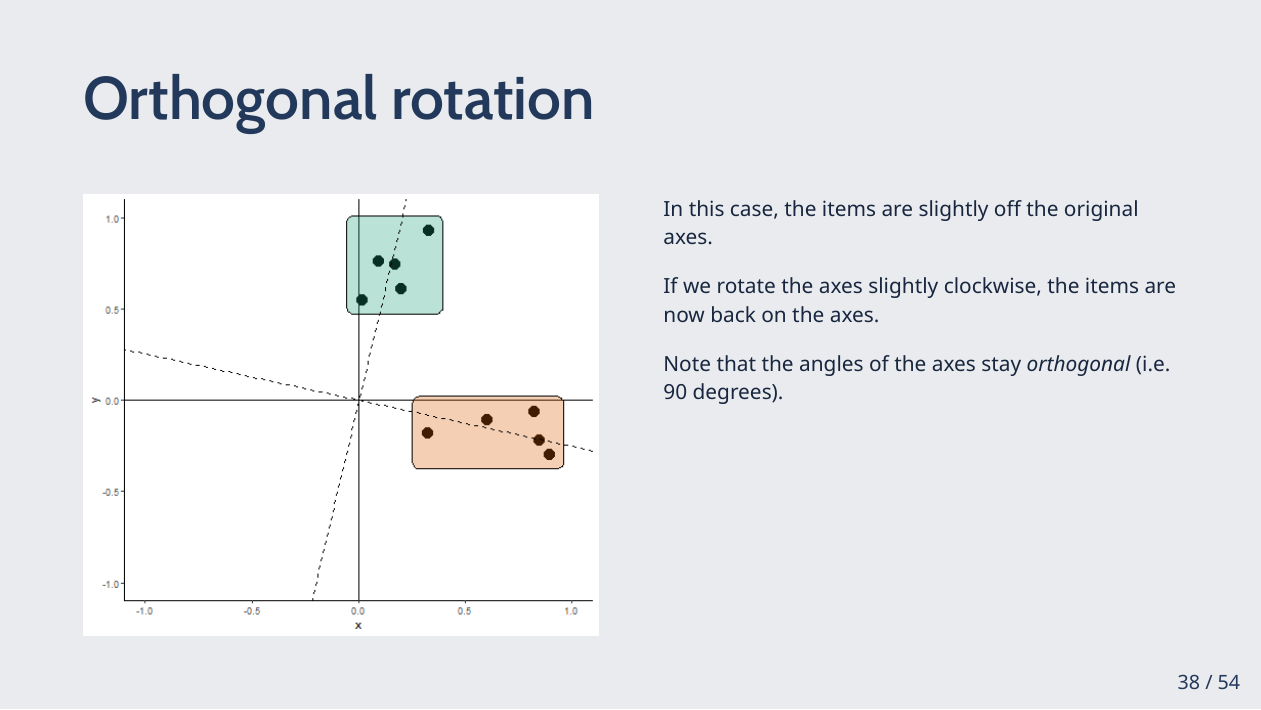 Orthogonal rotation
1.0
0.5
y
0.0
-0.5
-1.0
-1.0
-0.5
0.0
0.5
1.0
x
In this case, the items are slightly off the original
axes.
If we rotate the axes slightly clockwise, the items are
now back on the axes.
Note that the angles of the axes stay orthogonal (i.e.
90 degrees).
38 / 54